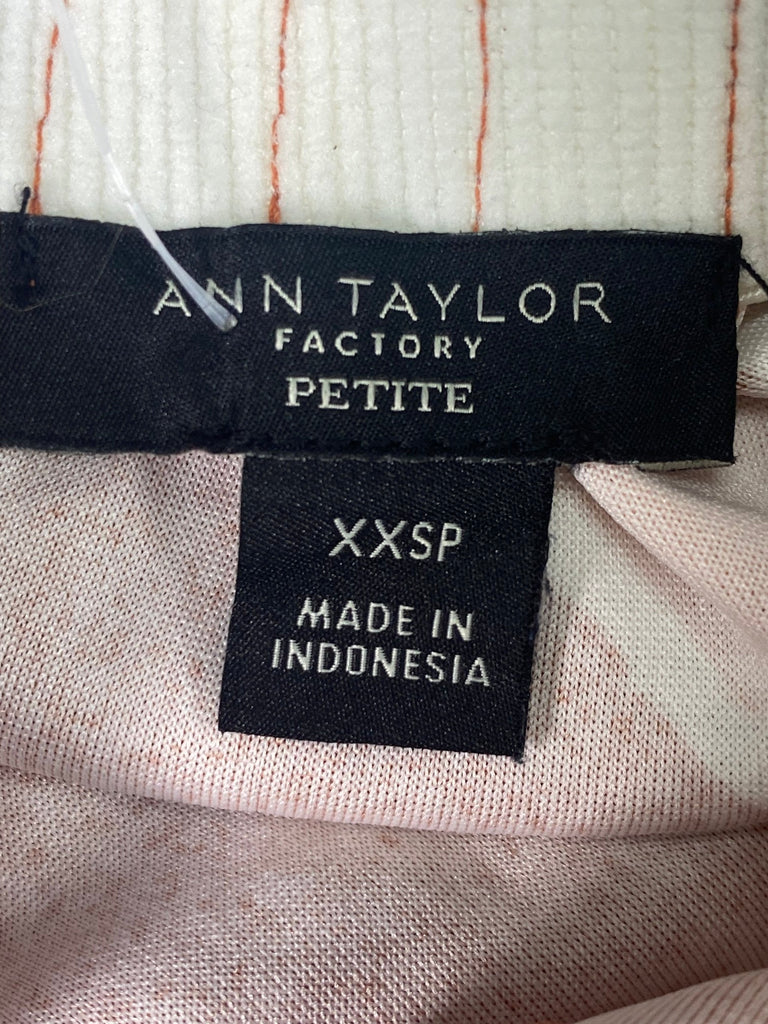 ANN TAYLOR
FACTORY
PETITE
XXSP
MADE IN
INDONESIA